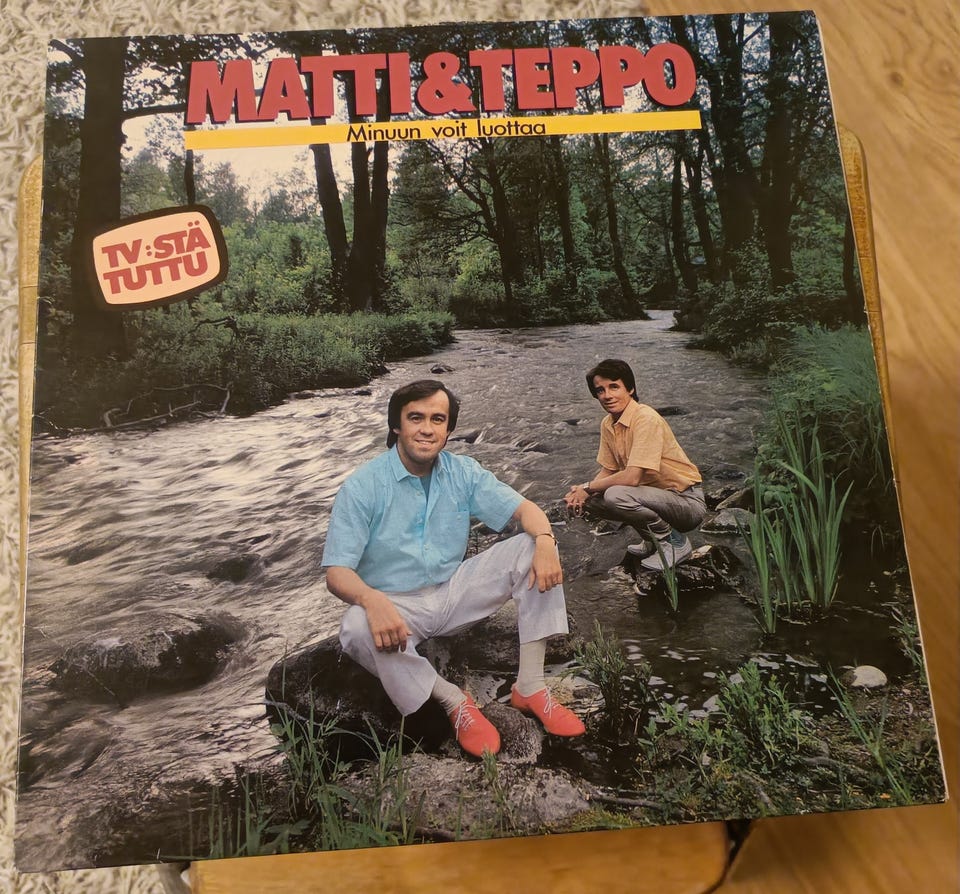 MATTI & TEPPO
Minuun voit luottaa
TV:STÄ
TUTTU